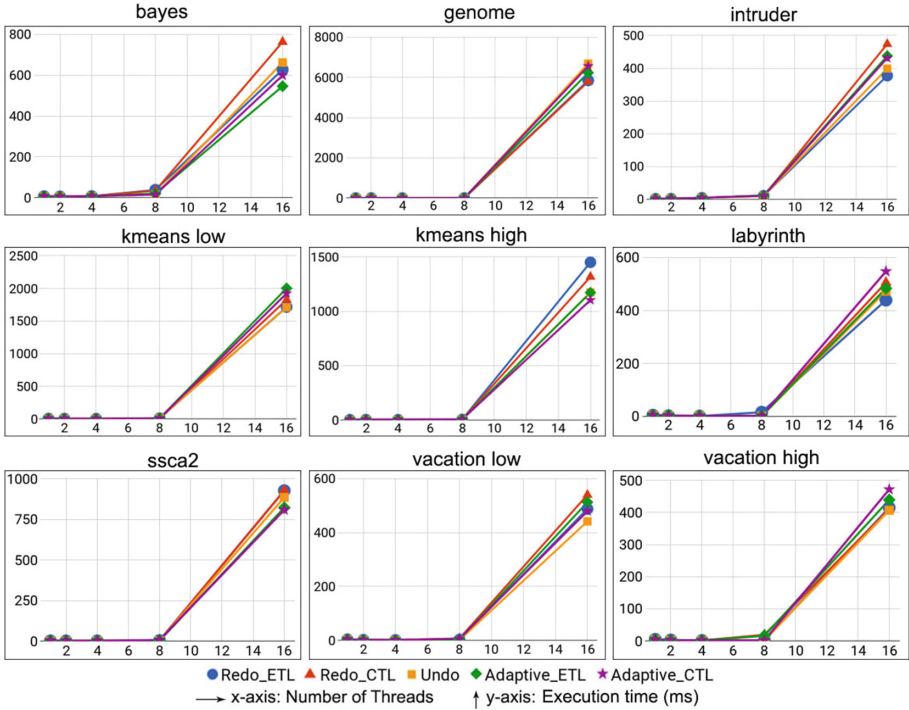 bayes
800
600
400
200
0
2 4 6 8 10 12 14 16
genome
8000
6000
4000
2000
0
2 4 6 8 10 12 14 16
intruder
500
400
300
200
100
0
2 4 6 8 10 12 14 16
kmeans low
2500
2000
1500
1000
500
0
2 4 6 8 10 12 14 16
kmeans high
1500
1000
500
0
2 4 6 8 10 12 14 16
labyrinth
600
400
200
0
2 4 6 8 10 12 14 16
ssca2
1000
750
500
250
0
2 4 6 8 10 12 14 16
vacation low
600
400
200
0
2 4 6 8 10 12 14 16
vacation high
500
400
300
200
100
0
2 4 6 8 10 12 14 16
Redo_ETL Redo_CTL Undo Adaptive_ETL Adaptive_CTL
x-axis: Number of Threads y-axis: Execution time (ms)